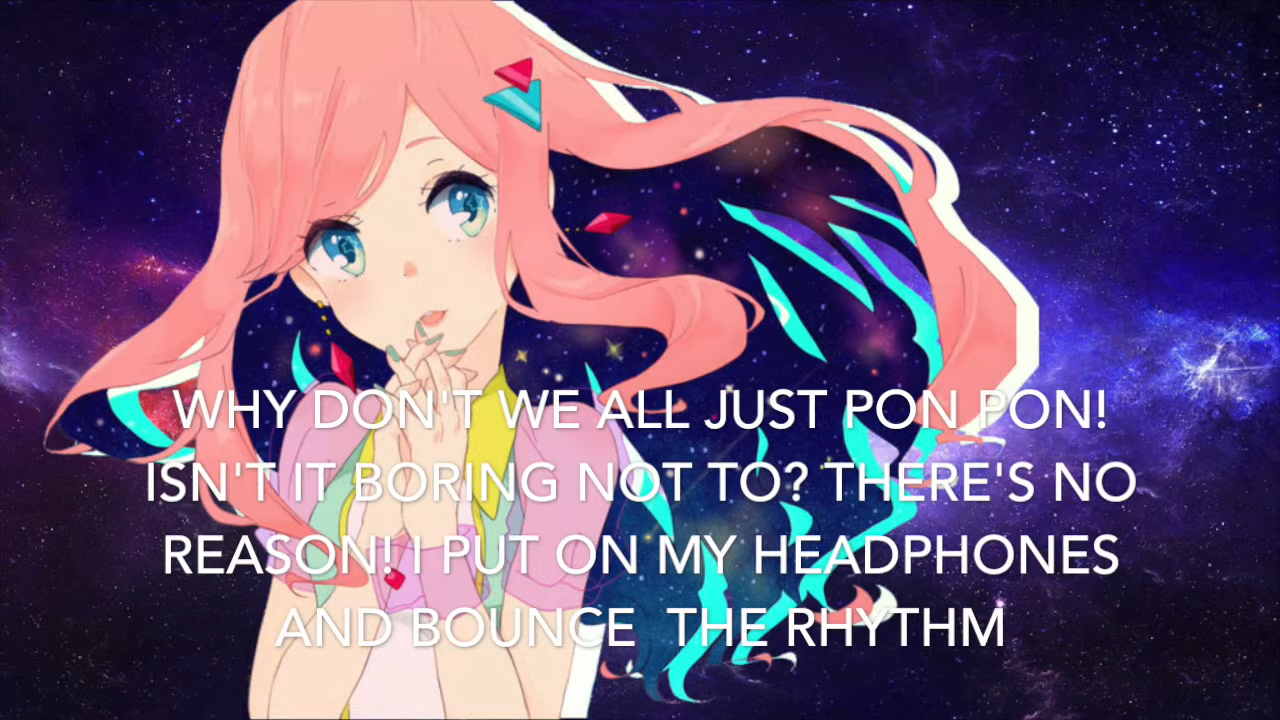 WHY DON'T WE ALL JUST PON PON!
ISN'T IT BORING NOT TO? THERE'S NO
REASON! I PUT ON MY HEADPHONES
AND BOUNCE  THE RHYTHM